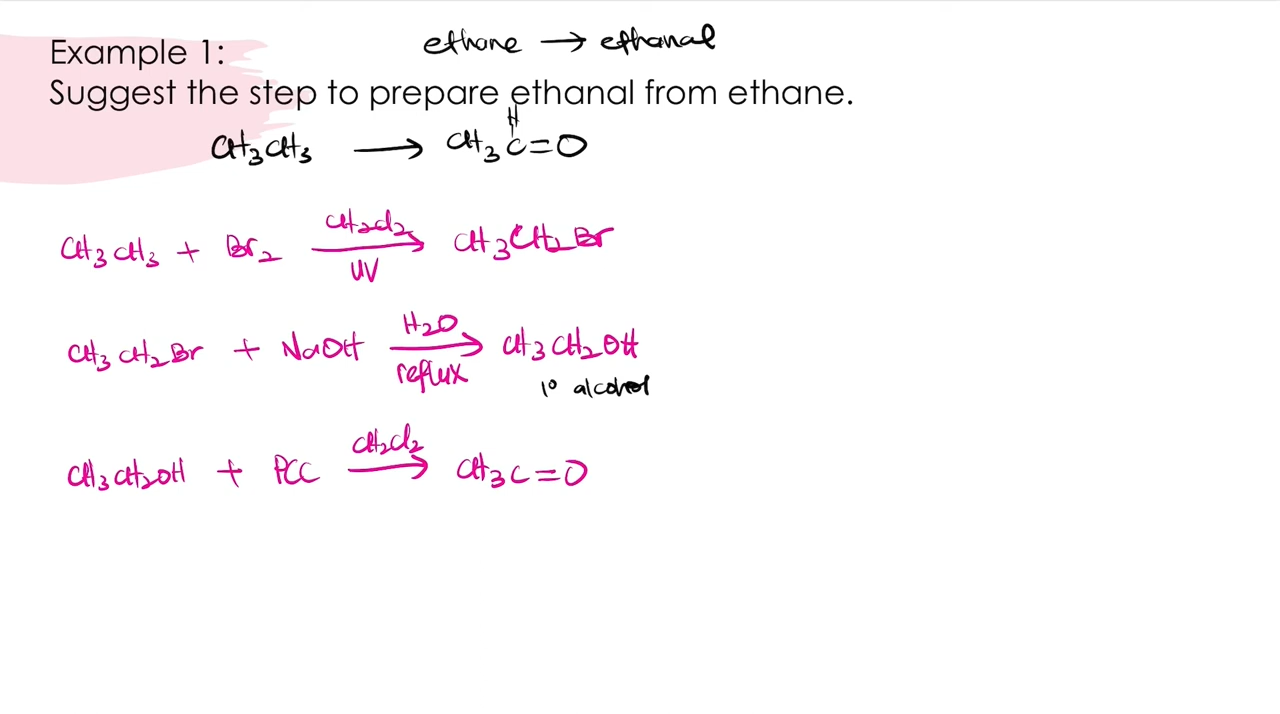 ethane → ethanal
Example 1:
Suggest the step to prepare ethanal from ethane.
H
CH3CH3 → CH3C=O
CH2Cl2
CH3CH3 + Br2 → CH3CH2Br
UV
H2O
CH3CH2Br + NaOH → CH3CH2OH
reflux
1° alcohol
CH2Cl2
CH3CH2OH + PCC → CH3C=O